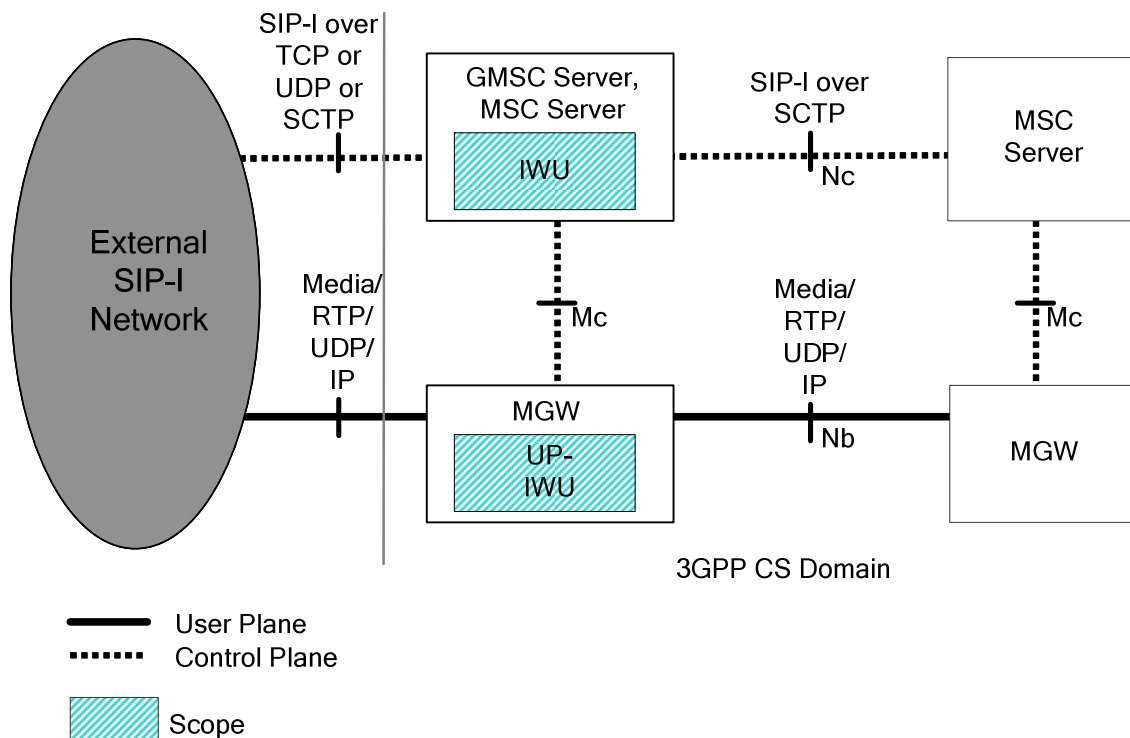 SIP-I over
TCP or
UDP or
SCTP
GMSC Server,
MSC Server
IWU
SIP-I over
SCTP
Nc
MSC
Server
External
SIP-I
Network
Media/
RTP/
UDP/
IP
Mc
Media/
RTP/
UDP/
IP
Nb
Mc
MGW
UP-
IWU
MGW
3GPP CS Domain
User Plane
Control Plane
Scope